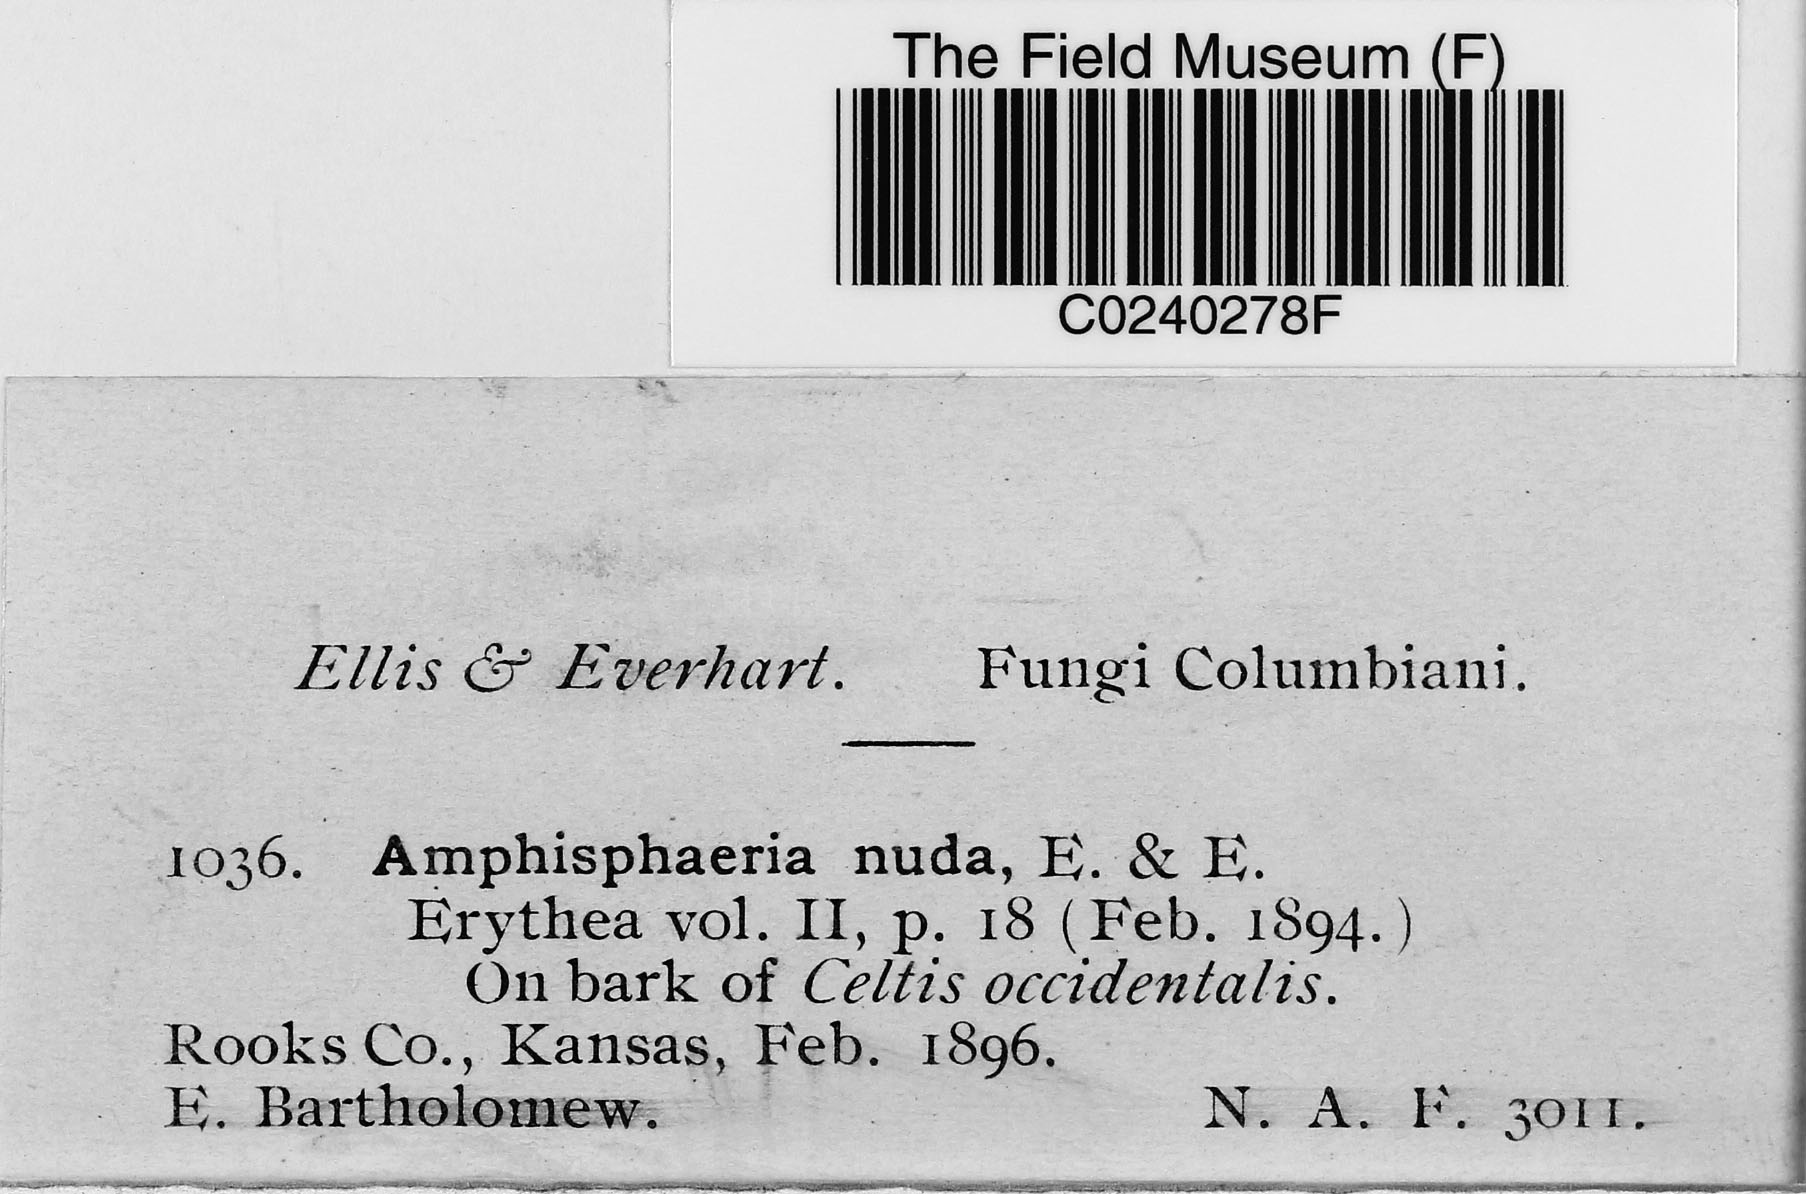 The Field Museum (F)
C0240278F
Ellis & Everhart. Fungi Columbiani.
1036. Amphisphaeria nuda, E. & E.
Erythea vol. II, p. 18 (Feb. 1894.)
On bark of Celtis occidentalis.
Rooks Co., Kansas, Feb. 1896.
E. Bartholomew. N. A. F. 3011.